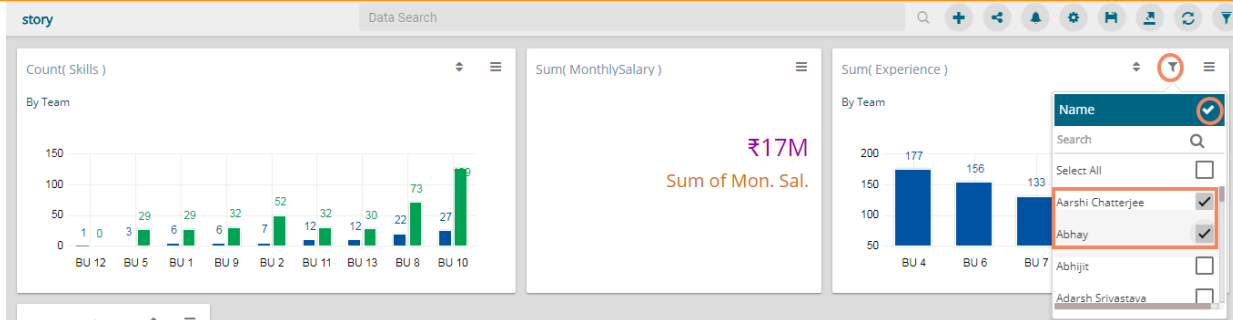 story
Data Search
Count( Skills )
By Team
150
100
50
0
1 0 3 29 6 29 6 32 7 52 12 32 12 30 22 73 27
BU 12 BU 5 BU 1 BU 9 BU 2 BU 11 BU 13 BU 8 BU 10
Sum( MonthlySalary )
₹17M
Sum of Mon. Sal.
Sum( Experience )
By Team
200
150
100
50
177 156 133
BU 4 BU 6 BU 7
Name
Search
Select All
Aarshi Chatterjee
Abhay
Abhijit
Adarsh Srivastava